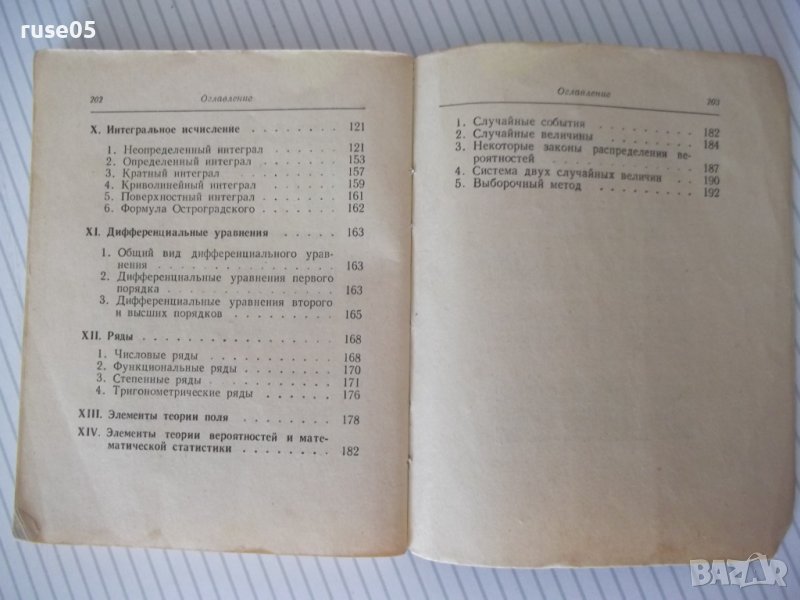 ruse05
202 Оглавление
X. Интегральное исчисление . . . . . . . 121
1. Неопределенный интеграл . . . . . . 121
2. Определенный интеграл . . . . . . 153
3. Кратный интеграл . . . . . . . . 157
4. Криволинейный интеграл . . . . . . 159
5. Поверхностный интеграл . . . . . . 161
6. Формула Остроградского . . . . . . 162
XI. Дифференциальные уравнения . . . . . 163
1. Общий вид дифференциального урав-
нения . . . . . . . . . . . . 163
2. Дифференциальные уравнения первого
порядка . . . . . . . . . . . 163
3. Дифференциальные уравнения второго
и высших порядков . . . . . . . 165
XII. Ряды . . . . . . . . . . . . . 168
1. Числовые ряды . . . . . . . . . 168
2. Функциональные ряды . . . . . . . 170
3. Степенные ряды . . . . . . . . . 171
4. Тригонометрические ряды . . . . . . 176
XIII. Элементы теории поля . . . . . . . 178
XIV. Элементы теории вероятностей и мате-
матической статистики . . . . . . . 182
Оглавление 203
1. Случайные события . . . . . . . . 182
2. Случайные величины . . . . . . . 184
3. Некоторые законы распределения ве-
роятностей . . . . . . . . . . 187
4. Система двух случайных величин . . . 190
5. Выборочный метод . . . . . . . . 192
BAZAR